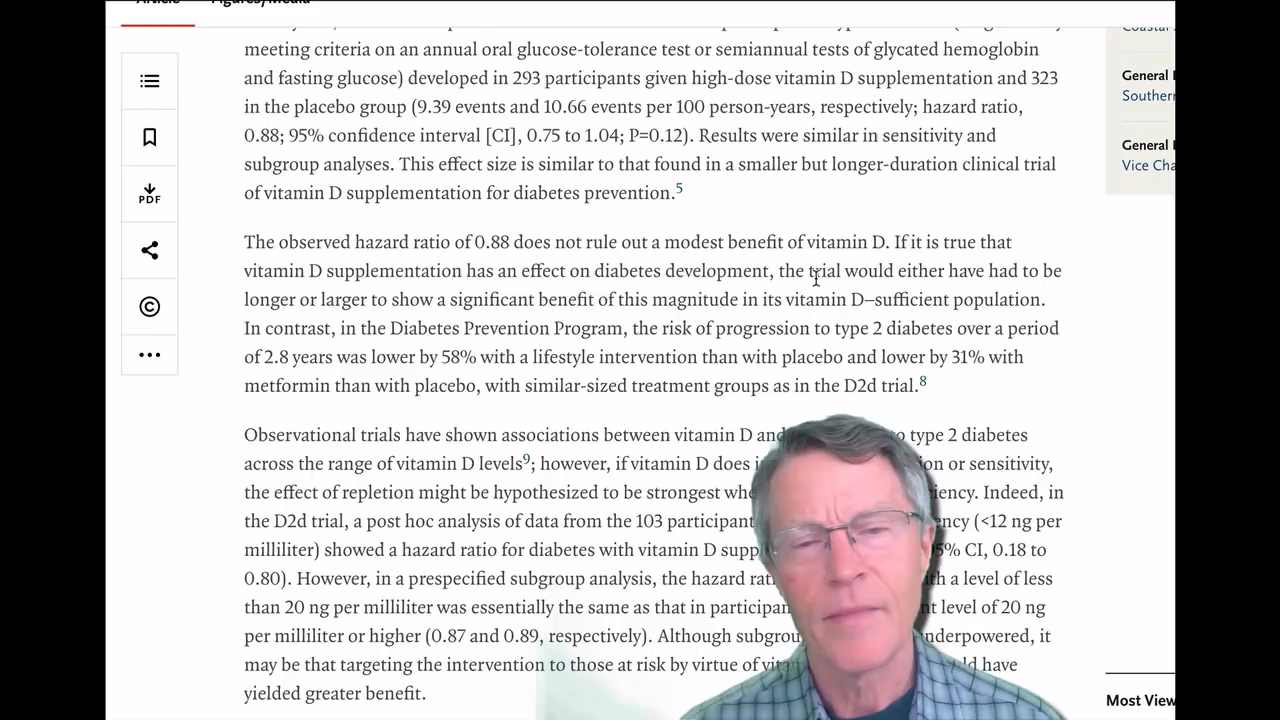 Article Figures/Media
meeting criteria on an annual oral glucose-tolerance test or semiannual tests of glycated hemoglobin
and fasting glucose) developed in 293 participants given high-dose vitamin D supplementation and 323
in the placebo group (9.39 events and 10.66 events per 100 person-years, respectively; hazard ratio,
0.88; 95% confidence interval [CI], 0.75 to 1.04; P=0.12). Results were similar in sensitivity and
subgroup analyses. This effect size is similar to that found in a smaller but longer-duration clinical trial
of vitamin D supplementation for diabetes prevention.5
The observed hazard ratio of 0.88 does not rule out a modest benefit of vitamin D. If it is true that
vitamin D supplementation has an effect on diabetes development, the trial would either have had to be
longer or larger to show a significant benefit of this magnitude in its vitamin D–sufficient population.
In contrast, in the Diabetes Prevention Program, the risk of progression to type 2 diabetes over a period
of 2.8 years was lower by 58% with a lifestyle intervention than with placebo and lower by 31% with
metformin than with placebo, with similar-sized treatment groups as in the D2d trial.8
Observational trials have shown associations between vitamin D and to type 2 diabetes
across the range of vitamin D levels9; however, if vitamin D does or sensitivity,
the effect of repletion might be hypothesized to be strongest
Indeed, in
the D2d trial, a post hoc analysis of data from the 103 (<12 ng per
milliliter) showed a hazard ratio for diabetes with vitamin D CI, 0.18 to
0.80). However, in a prespecified subgroup analysis, the hazard a level of less
than 20 ng per milliliter was essentially the same as that in level of 20 ng
per milliliter or higher (0.87 and 0.89, respectively). Although it
may be that targeting the intervention to those at risk by virtue of have
yielded greater benefit.
PDF
General
Southern
General
Most View